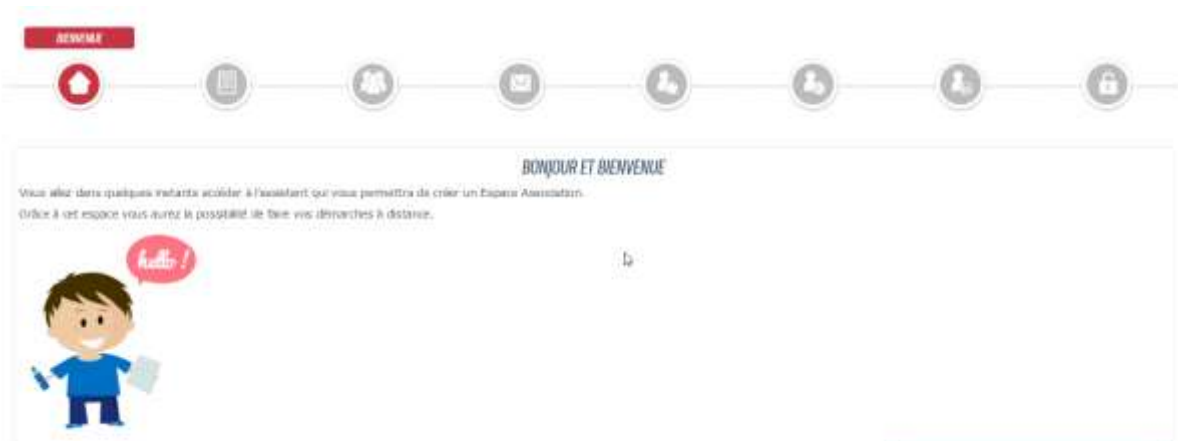 BIENVENUE
BONJOUR ET BIENVENUE
Vous allez dans quelques instants accéder à l'assistant qui vous permettra de créer un Espace Association.
Grâce à cet espace vous aurez la possibilité de faire vos démarches à distance.
hello !